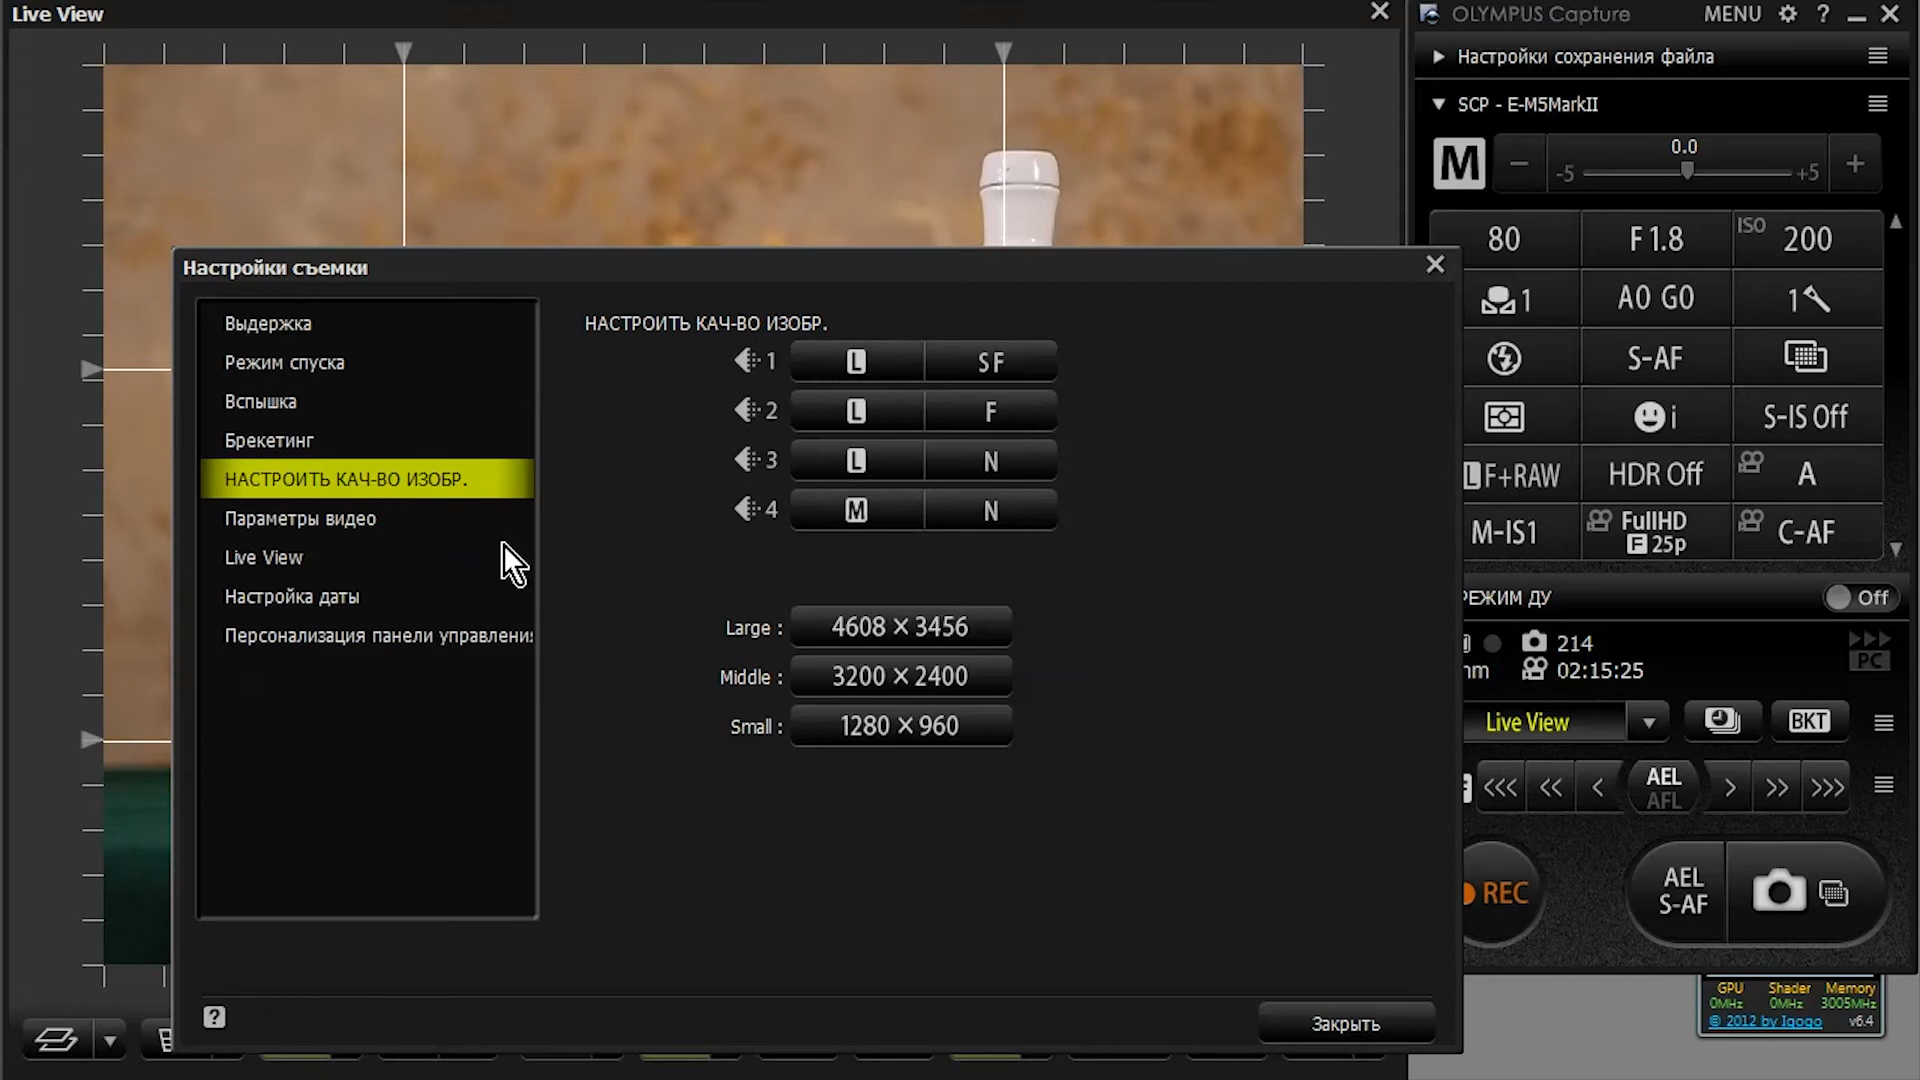 Live View
OLYMPUS Capture
MENU
?
Настройки сохранения файла
SCP - E-M5MarkII
M
0.0
-5
+5
80
F 1.8
ISO 200
1
A0 G0
1
S-AF
i
S-IS Off
L F+RAW
HDR Off
A
M-IS1
FullHD
F 25p
C-AF
РЕЖИМ ДУ
Off
214
mm
02:15:25
PC
Live View
BKT
<<<
<<
<
AEL
AFL
>
>>
>>>
REC
AEL
S-AF
GPU Shader Memory
0MHz 0MHz 3005MHz
© 2012 by Igogo v6.4
Настройки съемки
Выдержка
Режим спуска
Вспышка
Брекетинг
НАСТРОИТЬ КАЧ-ВО ИЗОБР.
Параметры видео
Live View
Настройка даты
Персонализация панели управления
НАСТРОИТЬ КАЧ-ВО ИЗОБР.
1 L SF
2 L F
3 L N
4 M N
Large : 4608 × 3456
Middle : 3200 × 2400
Small : 1280 × 960
?
Закрыть